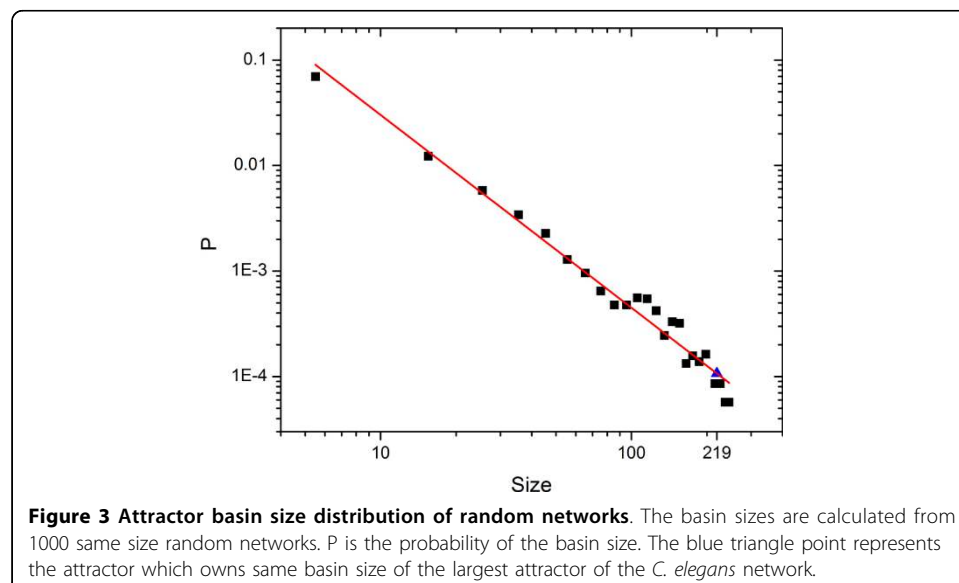 0.1
0.01
1E-3
1E-4
P
10
100
219
Size
Figure 3 Attractor basin size distribution of random networks. The basin sizes are calculated from
1000 same size random networks. P is the probability of the basin size. The blue triangle point represents
the attractor which owns same basin size of the largest attractor of the C. elegans network.